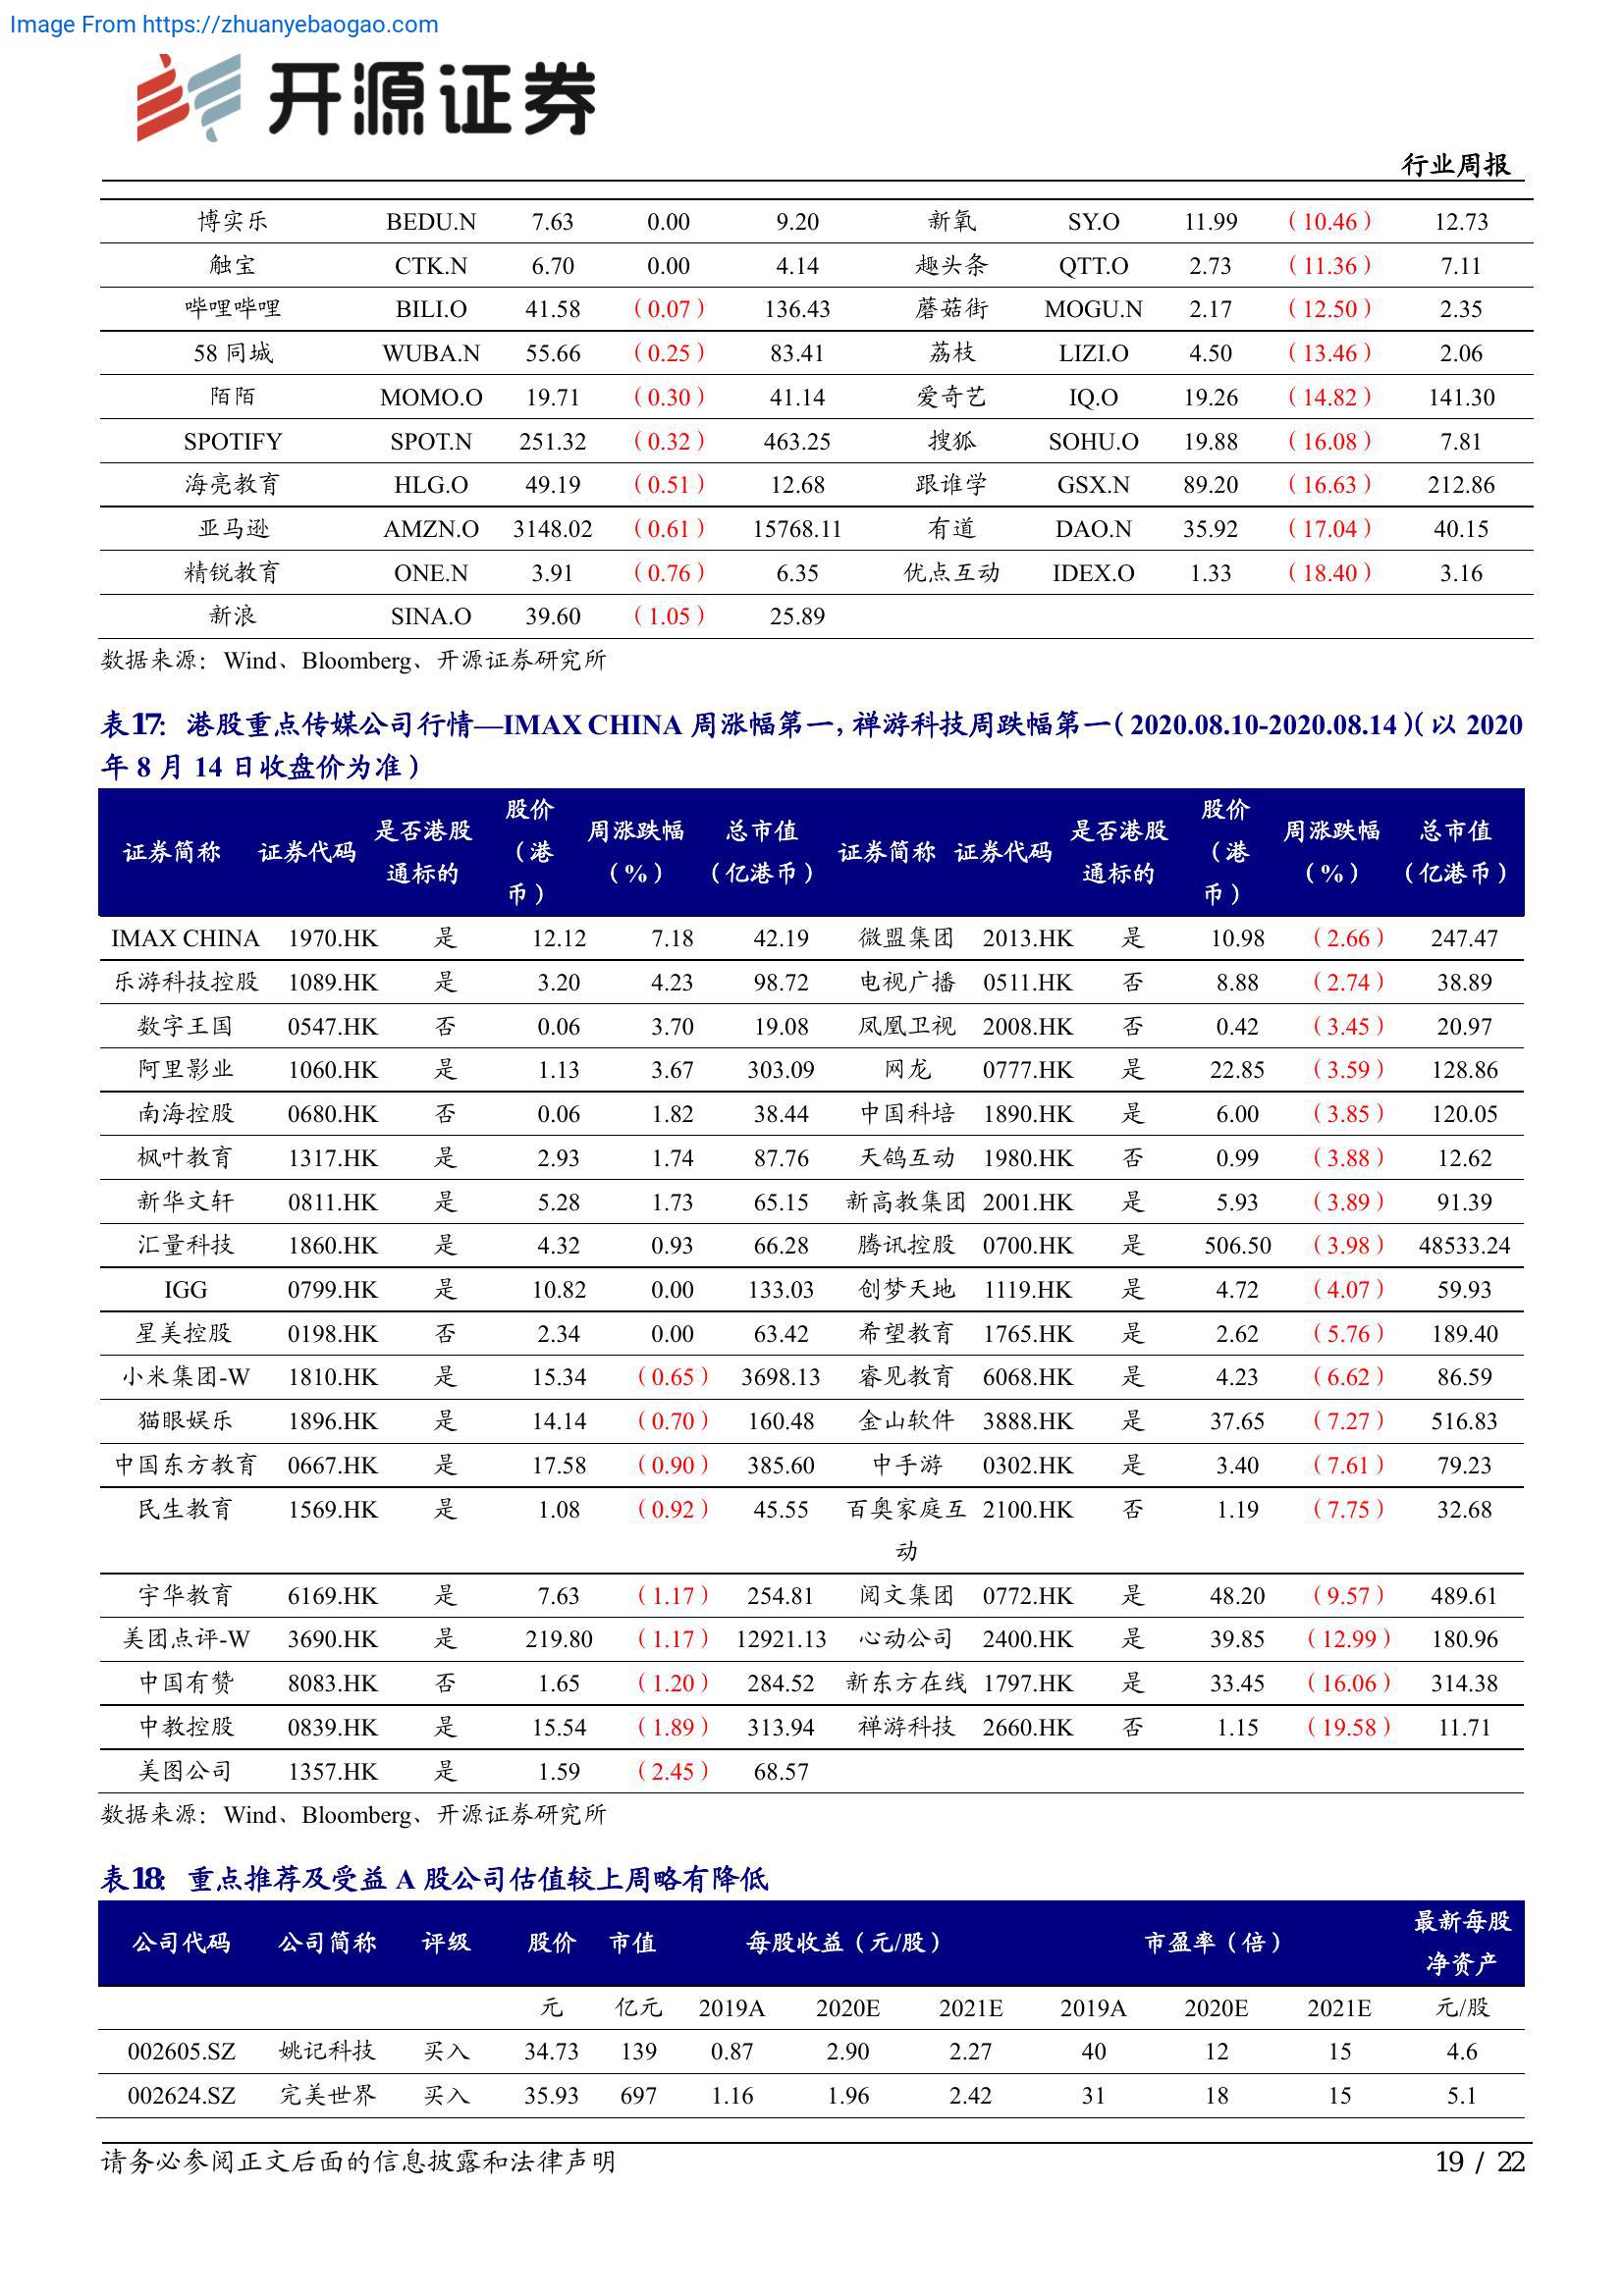 Image From https://zhuanyebaogao.com
开源证券
行业周报
博实乐 BEDU.N 7.63 0.00 9.20 新氧 SY.O 11.99 （10.46） 12.73
触宝 CTK.N 6.70 0.00 4.14 趣头条 QTT.O 2.73 （11.36） 7.11
哔哩哔哩 BILI.O 41.58 （0.07） 136.43 蘑菇街 MOGU.N 2.17 （12.50） 2.35
58 同城 WUBA.N 55.66 （0.25） 83.41 荔枝 LIZI.O 4.50 （13.46） 2.06
陌陌 MOMO.O 19.71 （0.30） 41.14 爱奇艺 IQ.O 19.26 （14.82） 141.30
SPOTIFY SPOT.N 251.32 （0.32） 463.25 搜狐 SOHU.O 19.88 （16.08） 7.81
海亮教育 HLG.O 49.19 （0.51） 12.68 跟谁学 GSX.N 89.20 （16.63） 212.86
亚马逊 AMZN.O 3148.02 （0.61） 15768.11 有道 DAO.N 35.92 （17.04） 40.15
精锐教育 ONE.N 3.91 （0.76） 6.35 优点互动 IDEX.O 1.33 （18.40） 3.16
新浪 SINA.O 39.60 （1.05） 25.89
数据来源：Wind、Bloomberg、开源证券研究所
表17：港股重点传媒公司行情—IMAX CHINA 周涨幅第一，禅游科技周跌幅第一（2020.08.10-2020.08.14）（以 2020
年 8 月 14 日收盘价为准）
证券简称 证券代码 是否港股通标的 股价（港币） 周涨跌幅（%） 总市值（亿港币） 证券简称 证券代码 是否港股通标的 股价（港币） 周涨跌幅（%） 总市值（亿港币）
IMAX CHINA 1970.HK 是 12.12 7.18 42.19 微盟集团 2013.HK 是 10.98 （2.66） 247.47
乐游科技控股 1089.HK 是 3.20 4.23 98.72 电视广播 0511.HK 否 8.88 （2.74） 38.89
数字王国 0547.HK 否 0.06 3.70 19.08 凤凰卫视 2008.HK 否 0.42 （3.45） 20.97
阿里影业 1060.HK 是 1.13 3.67 303.09 网龙 0777.HK 是 22.85 （3.59） 128.86
南海控股 0680.HK 否 0.06 1.82 38.44 中国科培 1890.HK 是 6.00 （3.85） 120.05
枫叶教育 1317.HK 是 2.93 1.74 87.76 天鸽互动 1980.HK 否 0.99 （3.88） 12.62
新华文轩 0811.HK 是 5.28 1.73 65.15 新高教集团 2001.HK 是 5.93 （3.89） 91.39
汇量科技 1860.HK 是 4.32 0.93 66.28 腾讯控股 0700.HK 是 506.50 （3.98） 48533.24
IGG 0799.HK 是 10.82 0.00 133.03 创梦天地 1119.HK 是 4.72 （4.07） 59.93
星美控股 0198.HK 否 2.34 0.00 63.42 希望教育 1765.HK 是 2.62 （5.76） 189.40
小米集团-W 1810.HK 是 15.34 （0.65） 3698.13 睿见教育 6068.HK 是 4.23 （6.62） 86.59
猫眼娱乐 1896.HK 是 14.14 （0.70） 160.48 金山软件 3888.HK 是 37.65 （7.27） 516.83
中国东方教育 0667.HK 是 17.58 （0.90） 385.60 中手游 0302.HK 是 3.40 （7.61） 79.23
民生教育 1569.HK 是 1.08 （0.92） 45.55 百奥家庭互 2100.HK 否 1.19 （7.75） 32.68
动
宇华教育 6169.HK 是 7.63 （1.17） 254.81 阅文集团 0772.HK 是 48.20 （9.57） 489.61
美团点评-W 3690.HK 是 219.80 （1.17） 12921.13 心动公司 2400.HK 是 39.85 （12.99） 180.96
中国有赞 8083.HK 否 1.65 （1.20） 284.52 新东方在线 1797.HK 是 33.45 （16.06） 314.38
中教控股 0839.HK 是 15.54 （1.89） 313.94 禅游科技 2660.HK 否 1.15 （19.58） 11.71
美图公司 1357.HK 是 1.59 （2.45） 68.57
数据来源：Wind、Bloomberg、开源证券研究所
表18：重点推荐及受益 A 股公司估值较上周略有降低
公司代码 公司简称 评级 股价 市值 每股收益（元/股） 市盈率（倍） 最新每股净资产
元 亿元 2019A 2020E 2021E 2019A 2020E 2021E 元/股
002605.SZ 姚记科技 买入 34.73 139 0.87 2.90 2.27 40 12 15 4.6
002624.SZ 完美世界 买入 35.93 697 1.16 1.96 2.42 31 18 15 5.1
请务必参阅正文后面的信息披露和法律声明
19 / 22